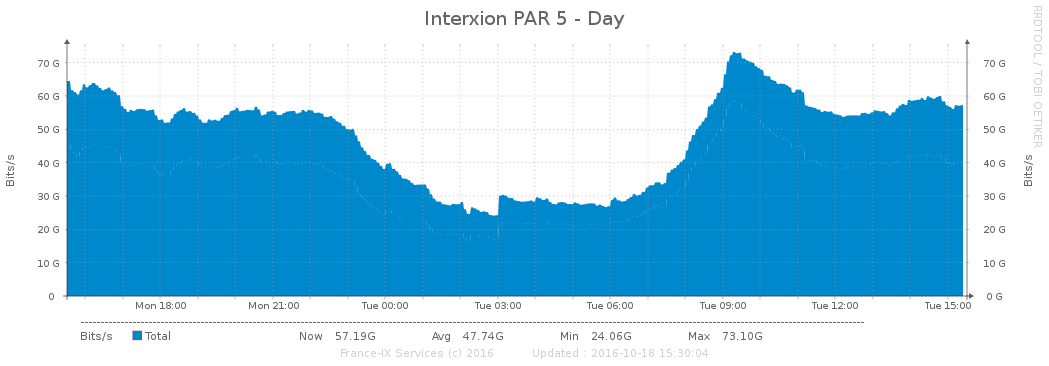 Interxion PAR 5 - Day
RRDTOOL / TOBI OETIKER
Bits/s
70 G 70 G
60 G 60 G
50 G 50 G
40 G 40 G
30 G 30 G
20 G 20 G
10 G 10 G
0 0 G
Bits/s
Mon 18:00 Mon 21:00 Tue 00:00 Tue 03:00 Tue 06:00 Tue 09:00 Tue 12:00 Tue 15:00
Bits/s Total Now 57.19G Avg 47.74G Min 24.06G Max 73.10G
France-IX Services (c) 2016 Updated : 2016-10-18 15:30:04